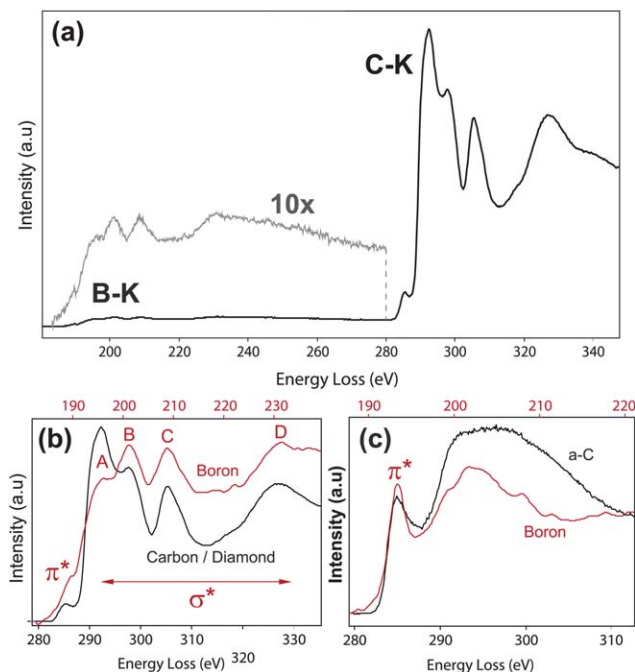 (a)
C-K
10x
B-K
Intensity (a.u)
200 220 240 260 280 300 320 340
Energy Loss (eV)
190 200 210 220 230
(b)
A B C D
Boron
π*
Carbon / Diamond
σ*
Intensity (a.u)
280 290 300 310 320 330
Energy Loss (eV)
190 200 210 220
(c)
a-C
π*
Boron
Intensity (a.u)
280 290 300 310
Energy Loss (eV)